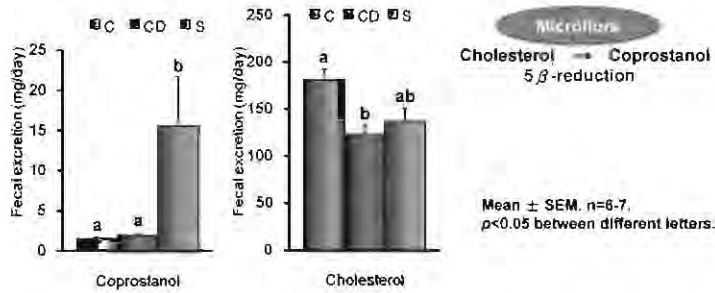 C CD S
Fecal excretion (mg/day)
25
20
15
10
5
0
a
a
b
Coprostanol
C CD S
Fecal excretion (mg/day)
250
200
150
100
50
0
a
b
ab
Cholesterol
Microflora
Cholesterol → Coprostanol
5β-reduction
Mean ± SEM. n=6-7.
p<0.05 between different letters.